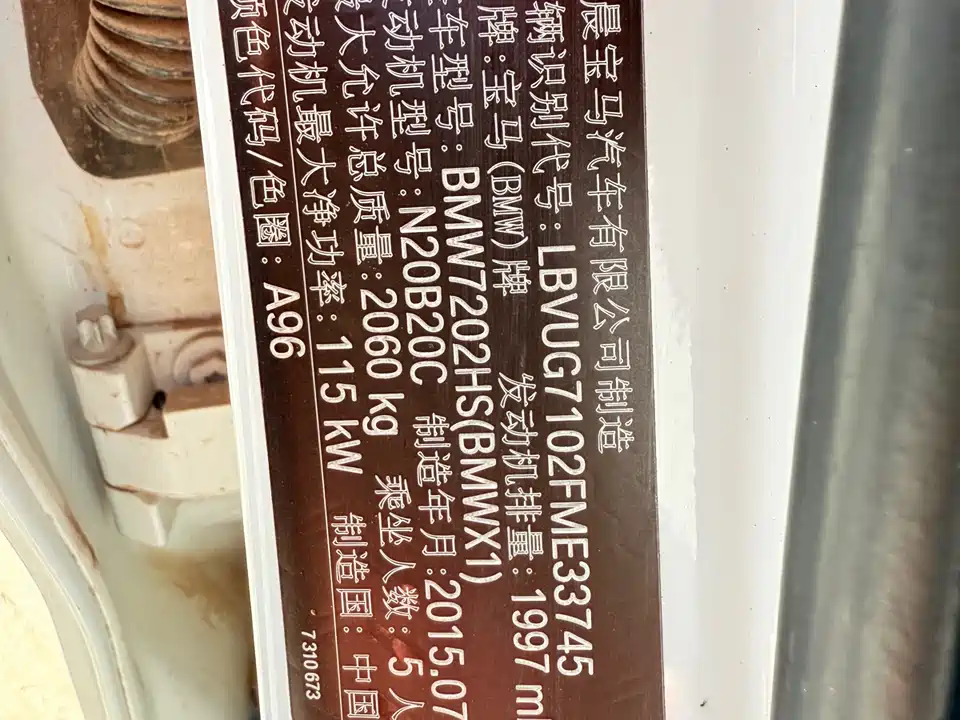 晨宝马汽车有限公司制造
辆识别代号:LBVUG7102FME33745
牌:宝马(BMW)牌 发动机排量:1997 ml
车型号:BMW7202HS(BMWX1)
发动机型号:N20B20C 制造年月:2015.07
最大允许总质量:2060 kg 乘坐人数:5人
发动机最大净功率:115 kW 制造国:中国
颜色代码/色圈:A96
7310673